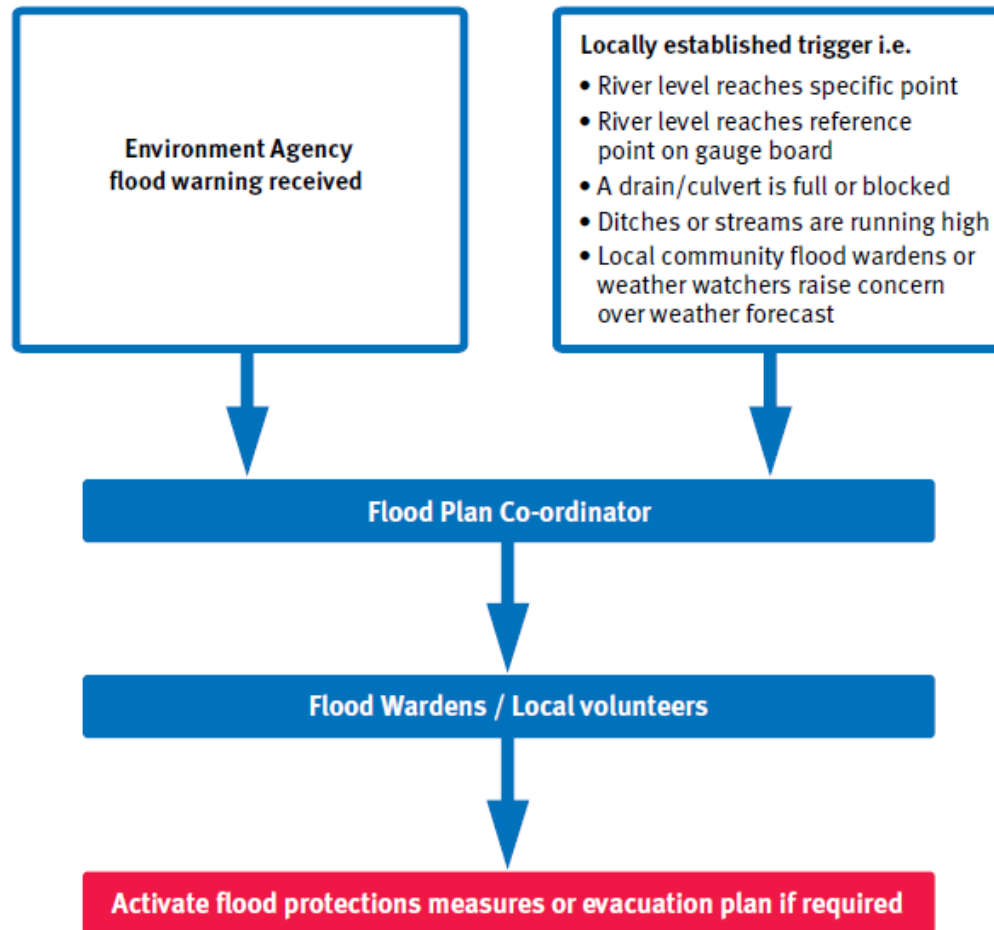 Environment Agency
flood warning received
Locally established trigger i.e.
• River level reaches specific point
• River level reaches reference
point on gauge board
• A drain/culvert is full or blocked
• Ditches or streams are running high
• Local community flood wardens or
weather watchers raise concern
over weather forecast
Flood Plan Co-ordinator
Flood Wardens / Local volunteers
Activate flood protections measures or evacuation plan if required